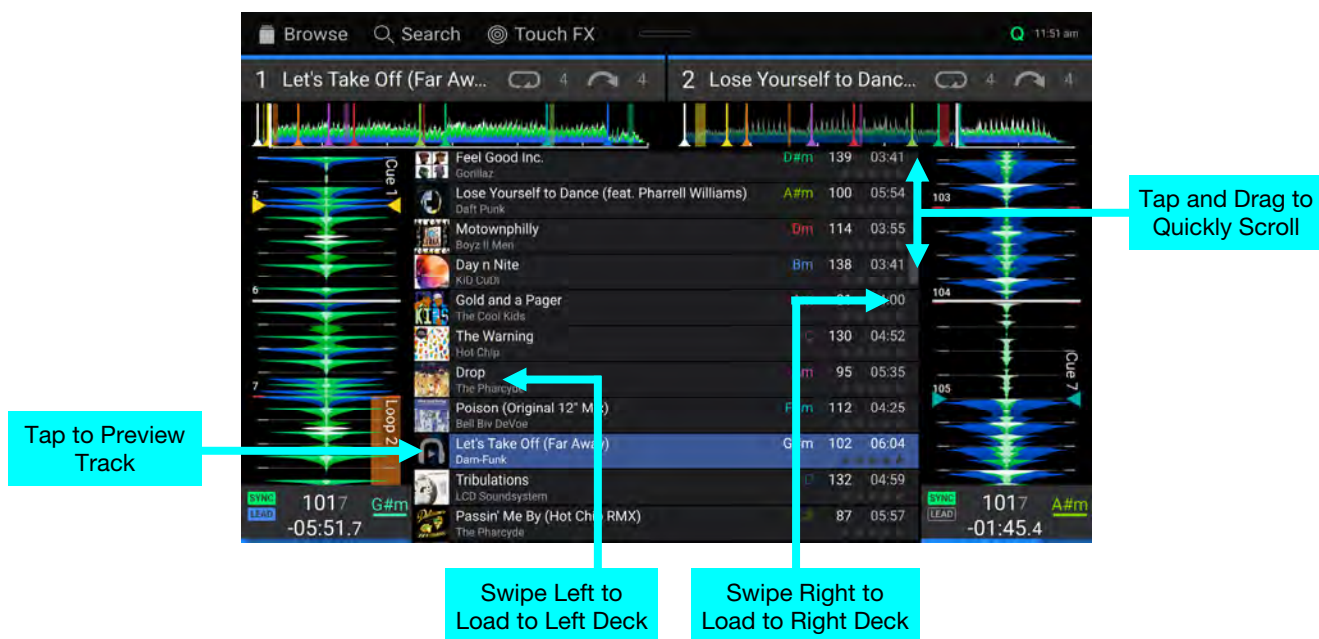 Browse Search Touch FX Q 11:51 am
1 Let's Take Off (Far Aw... 4 4 2 Lose Yourself to Danc... 4 4
Cue 1
5
6
7
Loop 2
Feel Good Inc. D#m 139 03:41
Gorillaz
Lose Yourself to Dance (feat. Pharrell Williams) A#m 100 05:54
Daft Punk
Motownphilly Dm 114 03:55
Boyz II Men
Day n Nite Bm 138 03:41
KiD CuDi
Gold and a Pager :00
The Cool Kids
The Warning C 130 04:52
Hot Chip
Drop m 95 05:35
The Pharcyde
Poison (Original 12" Mix) F#m 112 04:25
Bell Biv DeVoe
Let's Take Off (Far Away) G#m 102 06:04
Dam-Funk
Tribulations 132 04:59
LCD Soundsystem
Passin' Me By (Hot Chip RMX) 87 05:57
The Pharcyde
103
104
105
Cue 7
SYNC 1017 G#m
LEAD -05:51.7
SYNC 1017 A#m
LEAD -01:45.4
Tap and Drag to
Quickly Scroll
Tap to Preview
Track
Swipe Left to
Load to Left Deck
Swipe Right to
Load to Right Deck